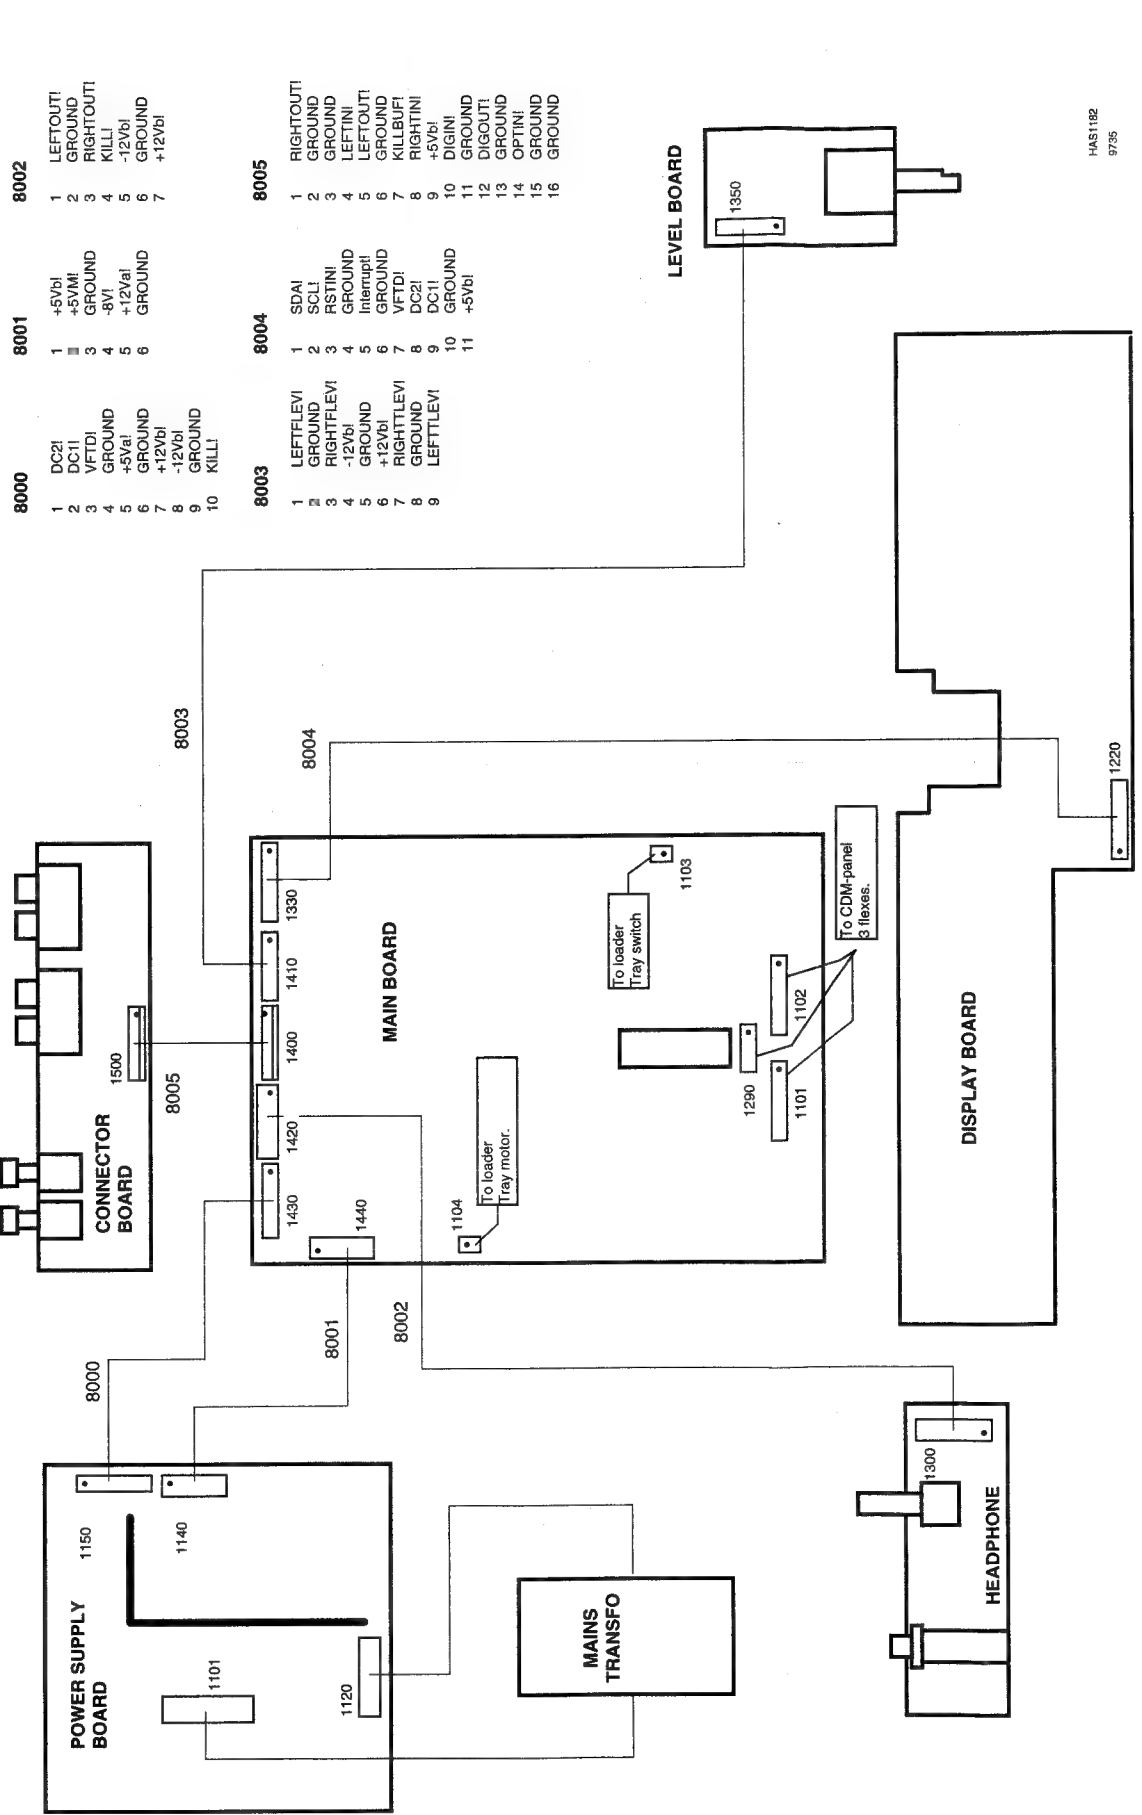 POWER SUPPLY
BOARD
1150
1140
1101
1120
MAINS
TRANSFO
8000
8001
8002
CONNECTOR
BOARD
1500
8005
8003
8004
MAIN BOARD
1430
1420
1400
1410
1330
1440
1104
To loader
Tray motor.
To loader
Tray switch
1103
1290
1101
1102
To CDM-panel
3 flexes.
HEADPHONE
1300
DISPLAY BOARD
1220
LEVEL BOARD
1350
8000
1 DC2!
2 DC1!
3 VFTD!
4 GROUND
5 +5Va!
6 GROUND
7 +12Vb!
8 -12Vb!
9 GROUND
10 KILL!
8001
1 +5Vb!
+5VM!
3 GROUND
4 -8V!
5 +12Va!
6 GROUND
8002
1 LEFTOUT!
2 GROUND
3 RIGHTOUT!
4 KILL!
5 -12Vb!
6 GROUND
7 +12Vb!
8003
1 LEFTFLEV!
GROUND
3 RIGHTFLEV!
4 -12Vb!
5 GROUND
6 +12Vb!
7 RIGHTTLEV!
8 GROUND
9 LEFTTLEV!
8004
1 SDA!
2 SCL!
3 RSTIN!
4 GROUND
5 Interrupt!
6 GROUND
7 VFTD!
8 DC2!
9 DC1!
10 GROUND
11 +5Vb!
8005
1 RIGHTOUT!
2 GROUND
3 GROUND
4 LEFTIN!
5 LEFTOUT!
6 GROUND
7 KILLBUF!
8 RIGHTIN!
9 +5Vb!
10 DIGIN!
11 GROUND
12 DIGOUT!
13 GROUND
14 OPTIN!
15 GROUND
16 GROUND
HAS1182
9735